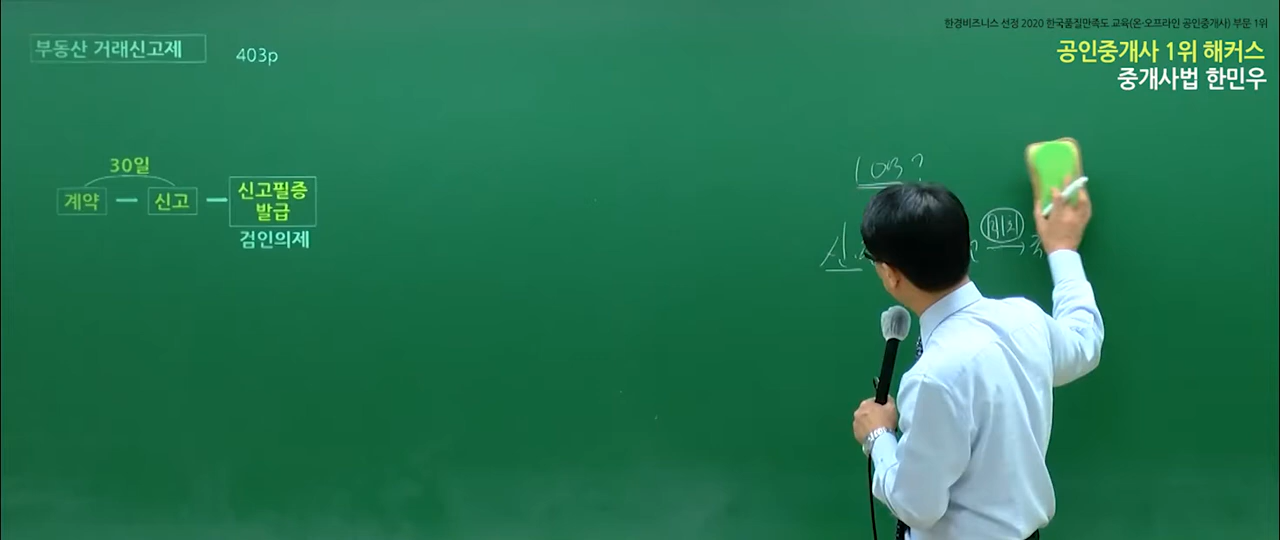 한경비즈니스 선정 2020 한국품질만족도 교육(온·오프라인 공인중개사) 부문 1위
공인중개사 1위 해커스
중개사법 한민우
부동산 거래신고제
403p
30일
계약 신고 신고필증
발급
검인의제
신